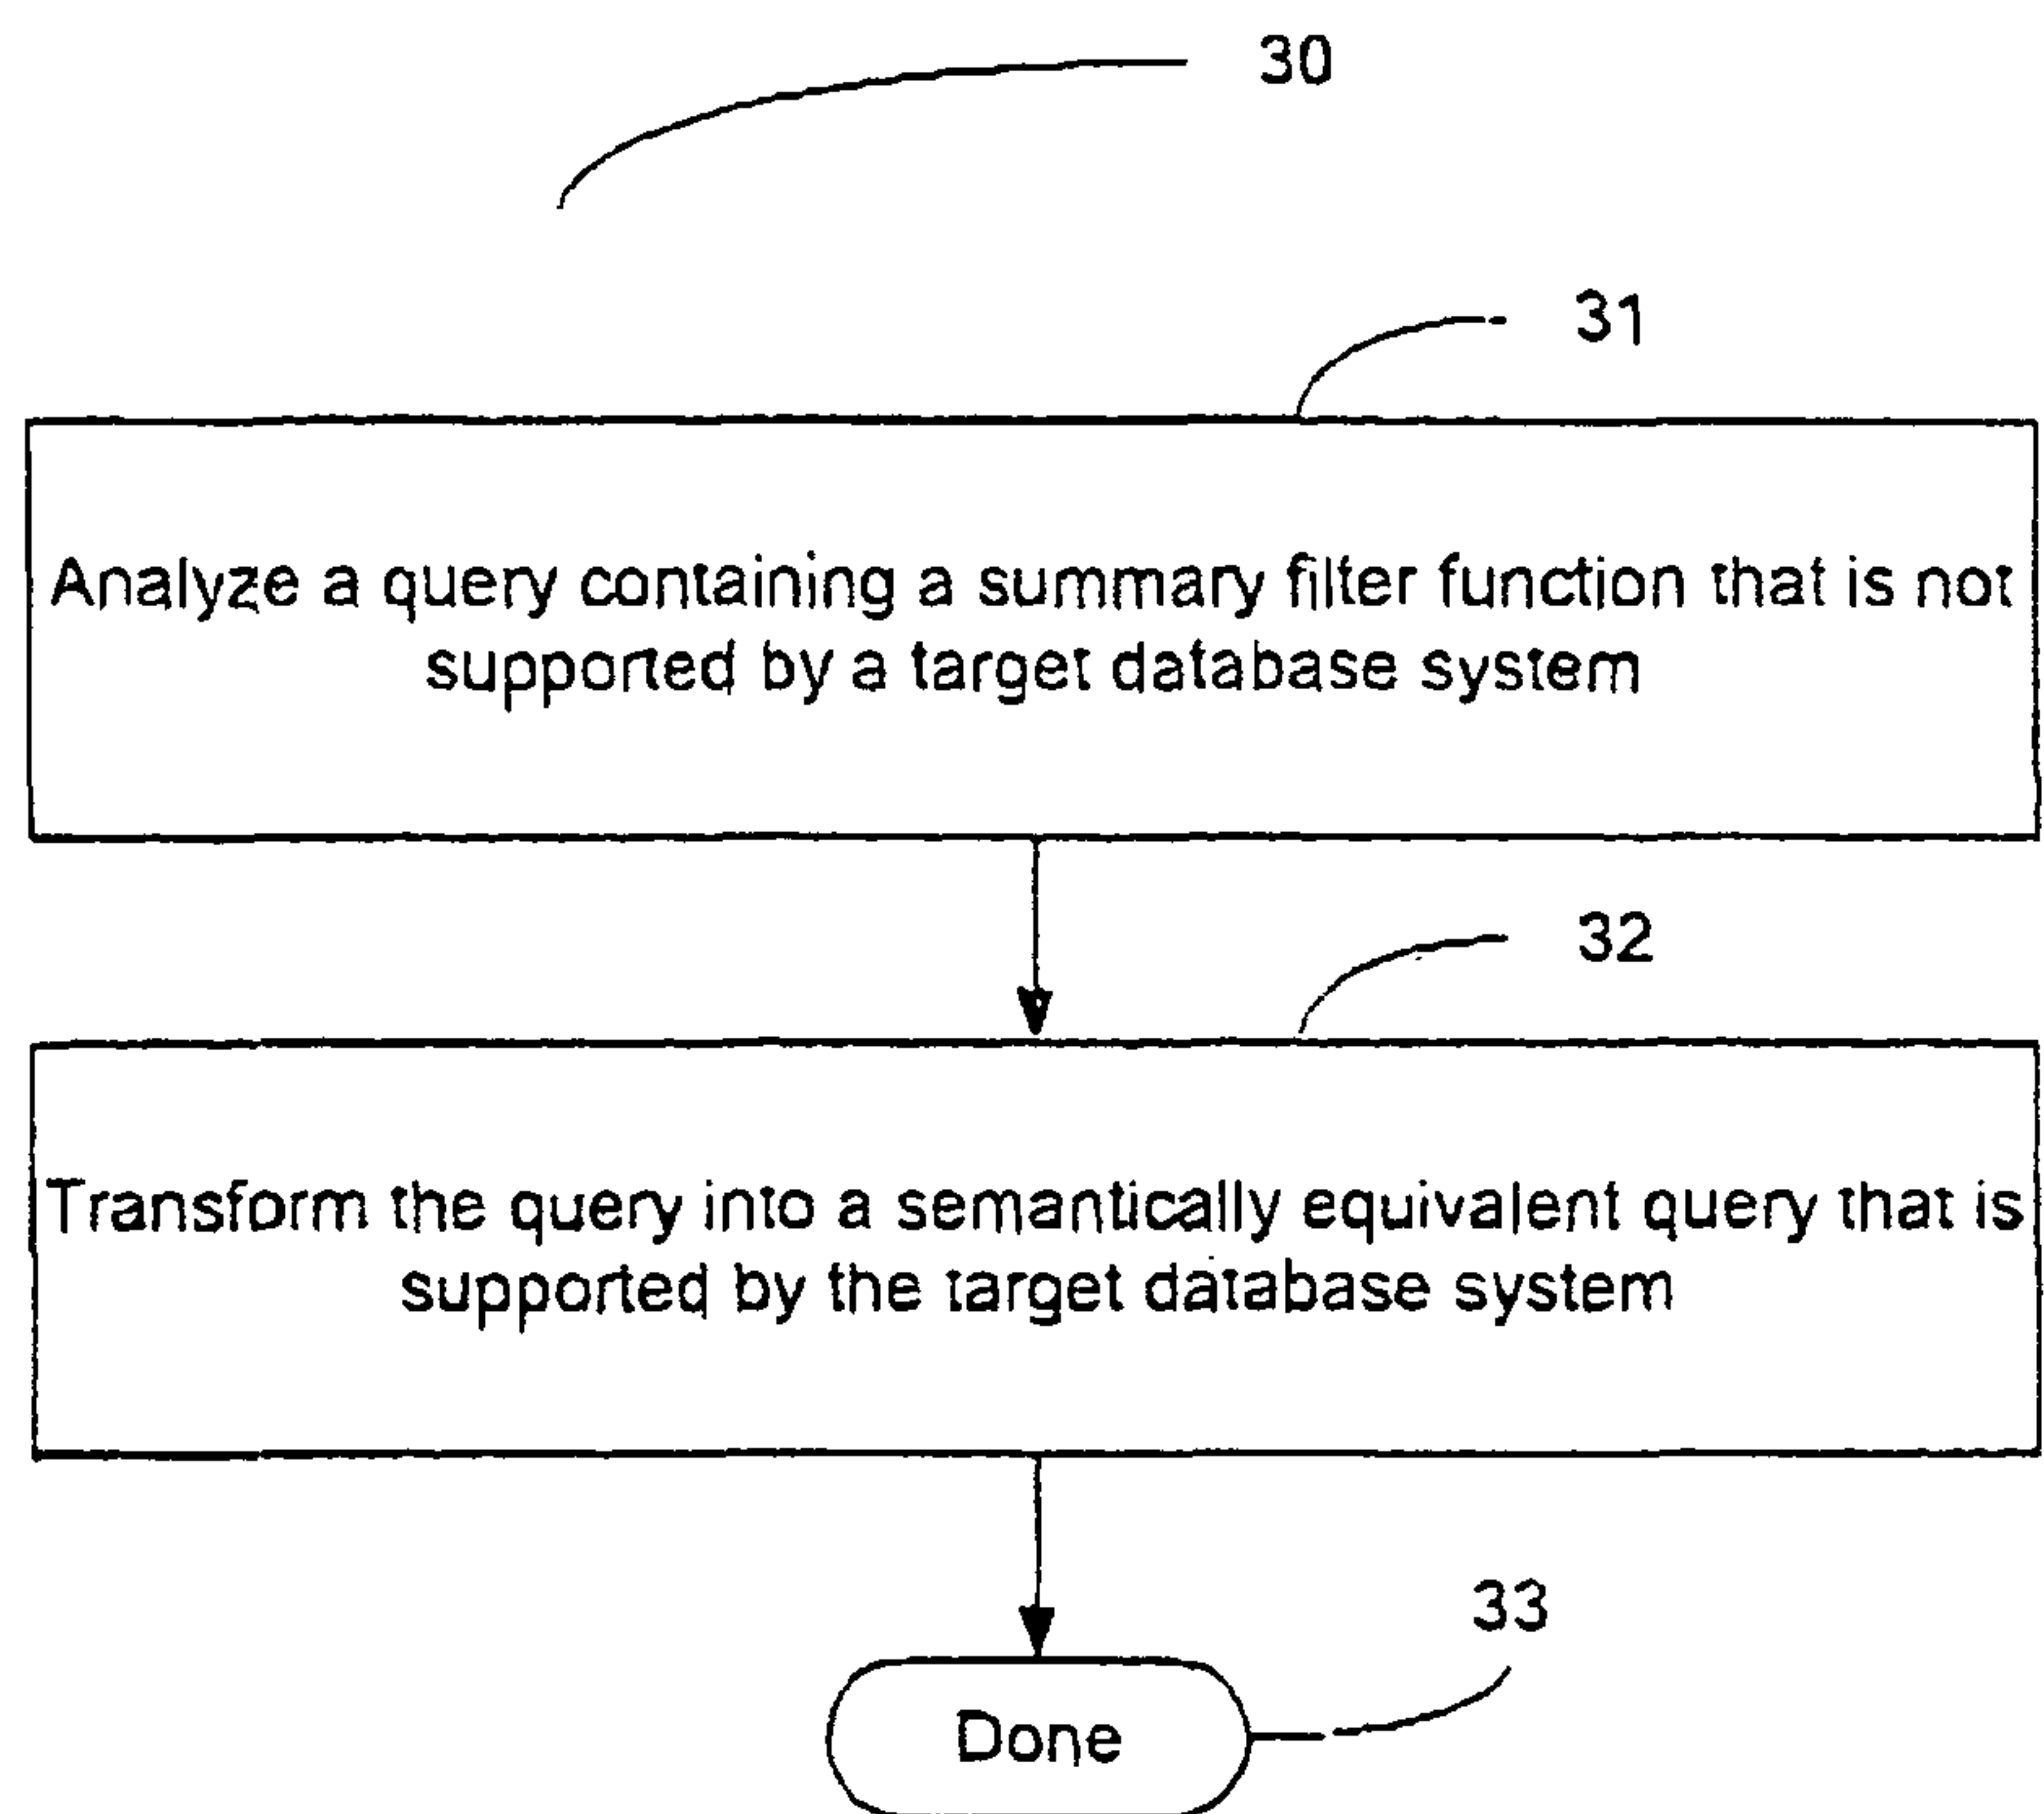 30
31
Analyze a query containing a summary filter function that is not
supported by a target database system
32
Transform the query into a semantically equivalent query that is
supported by the target database system
33
Done